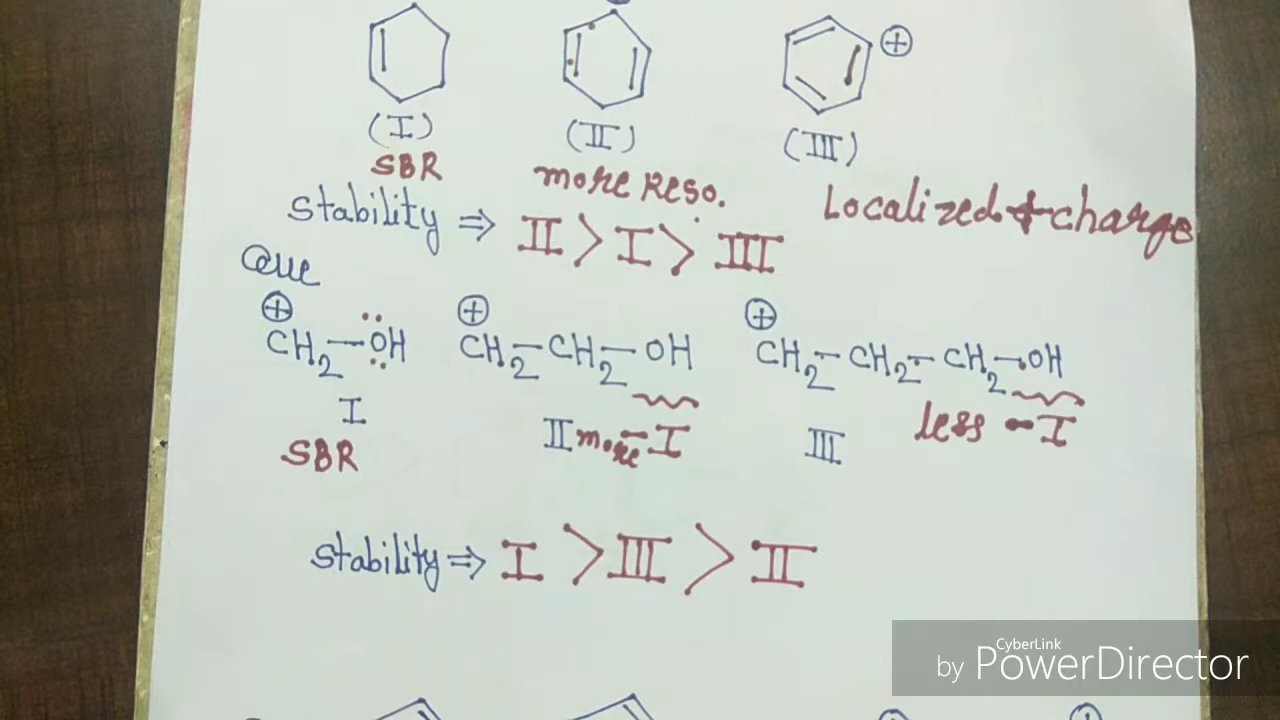 ⊕
(I) (II) (III)
SBR more Reso. Localized + charge
Stability ⇒ II > I > III
Que
⊕ ⊕ ⊕
CH2–ÖH CH2–CH2–OH CH2–CH2–CH2–OH
I II more –I III less –I
SBR
Stability ⇒ I > III > II
CyberLink
by PowerDirector